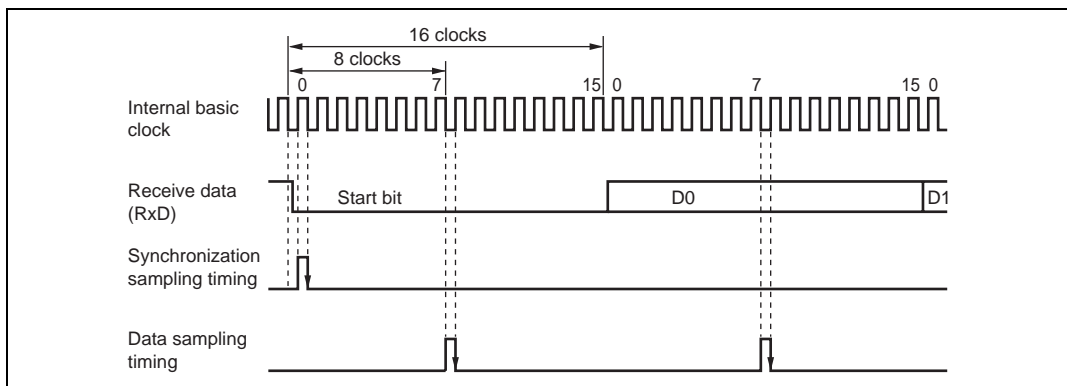 16 clocks
8 clocks
0 7 15 0 7 15 0
Internal basic
clock
Receive data
(RxD)
Start bit D0 D1
Synchronization
sampling timing
Data sampling
timing